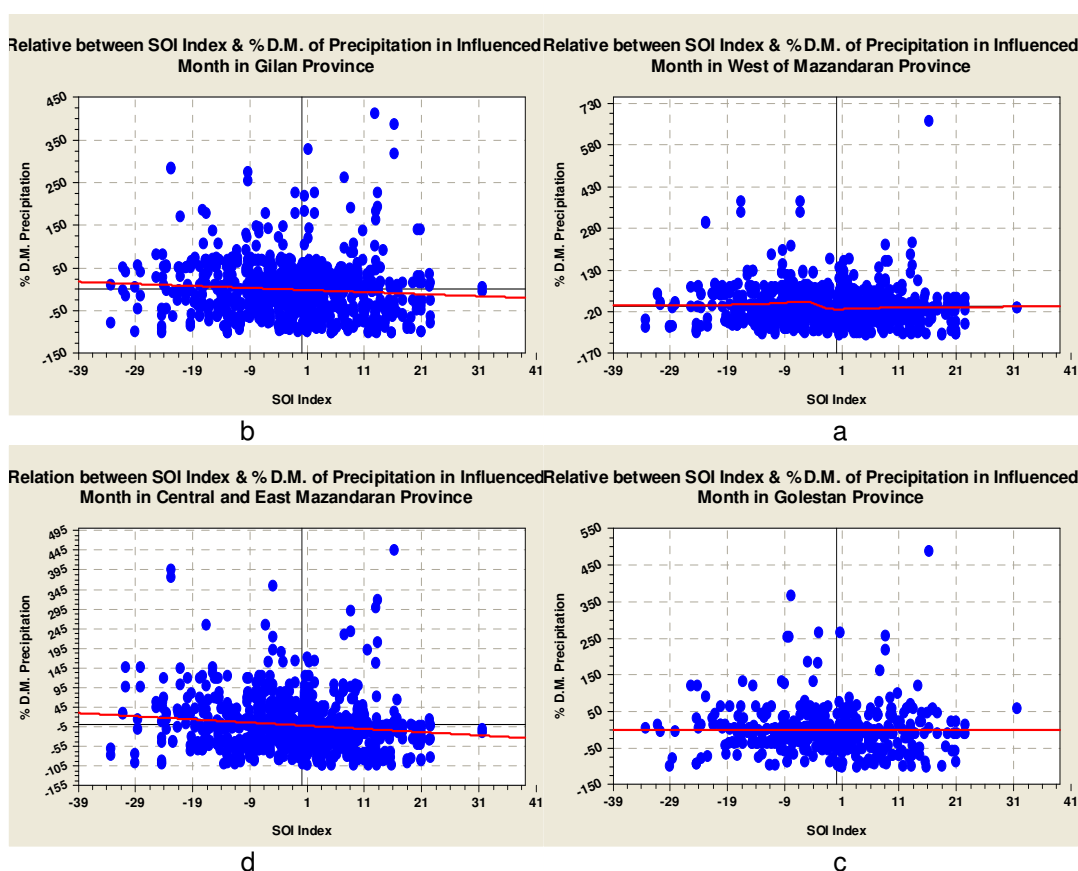 Relative between SOI Index & %D.M. of Precipitation in Influenced
Month in Gilan Province
450
350
250
150
50
-50
-150
% D.M. Precipitation
-39 -29 -19 -9 1 11 21 31 41
SOI Index
b
Relative between SOI Index & %D.M. of Precipitation in Influenced
Month in West of Mazandaran Province
730
580
430
280
130
-20
-170
% D.M. Precipitation
-39 -29 -19 -9 1 11 21 31 41
SOI Index
a
Relation between SOI Index & %D.M. of Precipitation in Influenced
Month in Central and East Mazandaran Province
495
445
395
345
295
245
195
145
95
45
-5
-55
-105
-155
% D.M. Precipitation
-39 -29 -19 -9 1 11 21 31 41
SOI Index
d
Relative between SOI Index & %D.M. of Precipitation in Influenced
Month in Golestan Province
550
450
350
250
150
50
-50
-150
% D.M. Precipitation
-39 -29 -19 -9 1 11 21 31 41
SOI Index
c